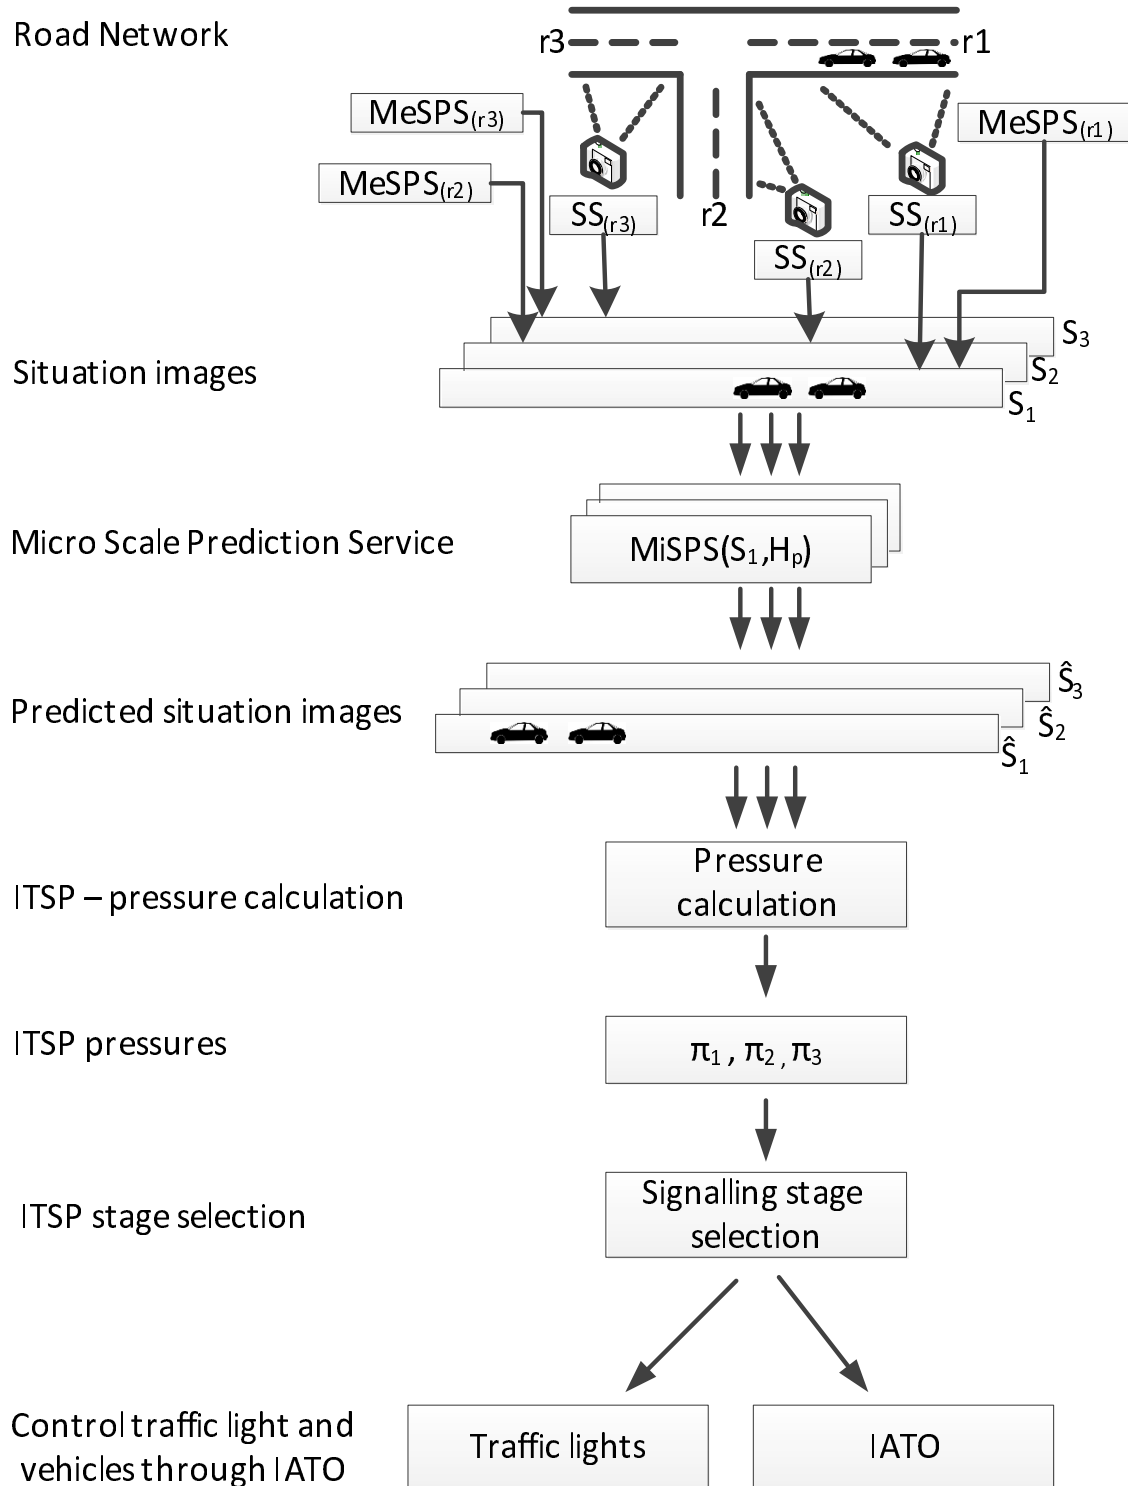 Road Network
r3
r1
MeSPS(r3)
MeSPS(r1)
MeSPS(r2)
SS(r3)
r2
SS(r1)
SS(r2)
S3
Situation images
S2
S1
Micro Scale Prediction Service
MiSPS(S1,Hp)
Ŝ3
Predicted situation images
Ŝ2
Ŝ1
Pressure
calculation
ITSP – pressure calculation
ITSP pressures
π1 , π2 , π3
Signalling stage
selection
ITSP stage selection
Control traffic light and
vehicles through IATO
Traffic lights
IATO